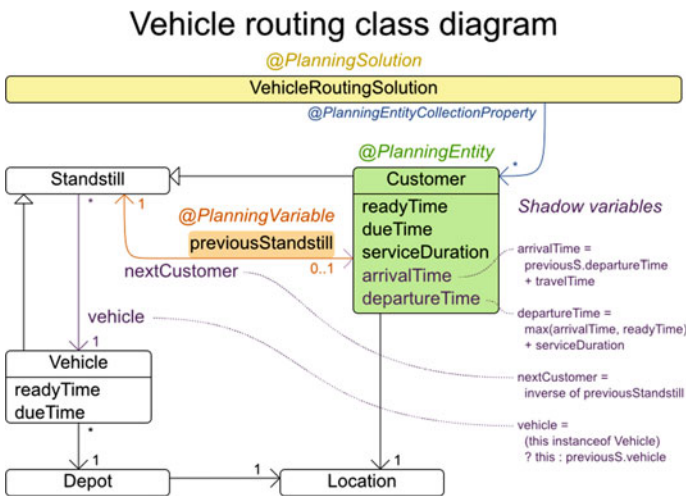 Vehicle routing class diagram
@PlanningSolution
VehicleRoutingSolution
@PlanningEntityCollectionProperty
@PlanningEntity
*
Standstill
Customer
*
1
@PlanningVariable
previousStandstill
0..1
nextCustomer
readyTime
dueTime
serviceDuration
arrivalTime
departureTime
Shadow variables
arrivalTime =
previousS.departureTime
+ travelTime
departureTime =
max(arrivalTime, readyTime)
+ serviceDuration
nextCustomer =
inverse of previousStandstill
vehicle =
(this instanceof Vehicle)
? this : previousS.vehicle
vehicle
1
Vehicle
readyTime
dueTime
*
1
Depot
1
1
Location